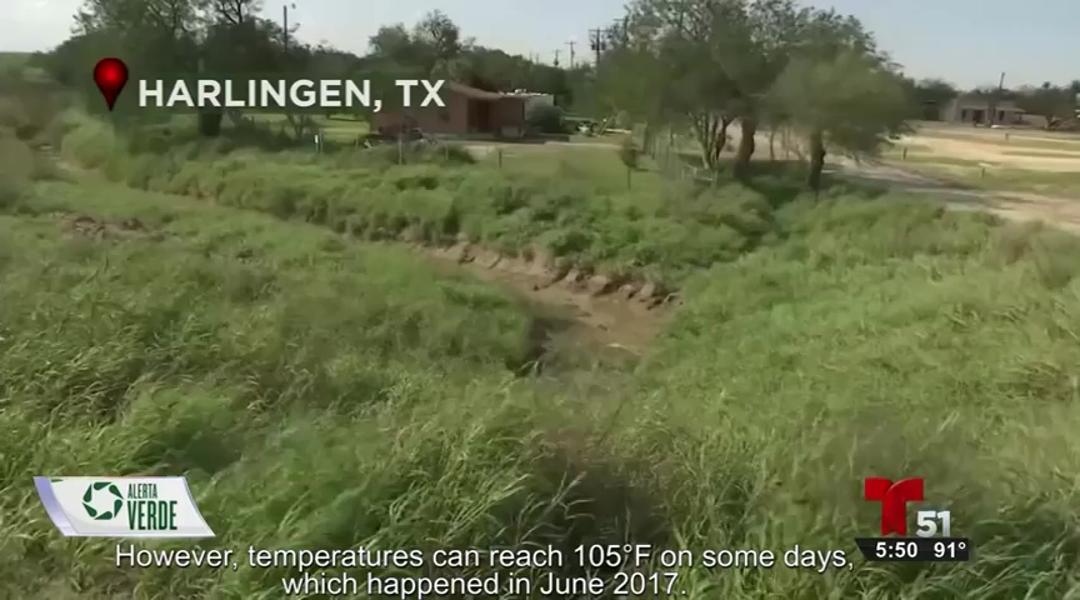 HARLINGEN, TX
ALERTA
VERDE
51
5:50 91°
However, temperatures can reach 105°F on some days,
which happened in June 2017.